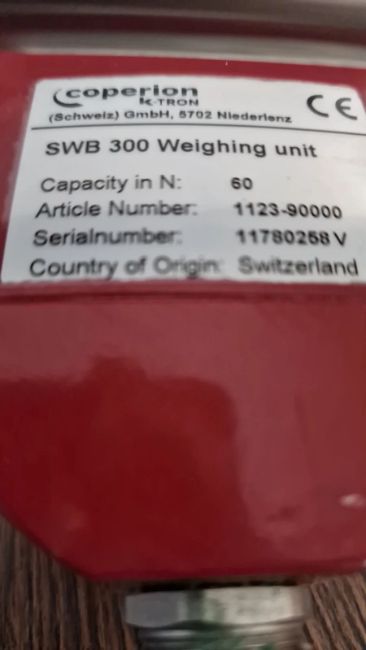 coperion
K-TRON
(Schweiz) GmbH, 5702 Niederlenz
CE
SWB 300 Weighing unit
Capacity in N: 60
Article Number: 1123-90000
Serialnumber: 11780258 V
Country of Origin: Switzerland